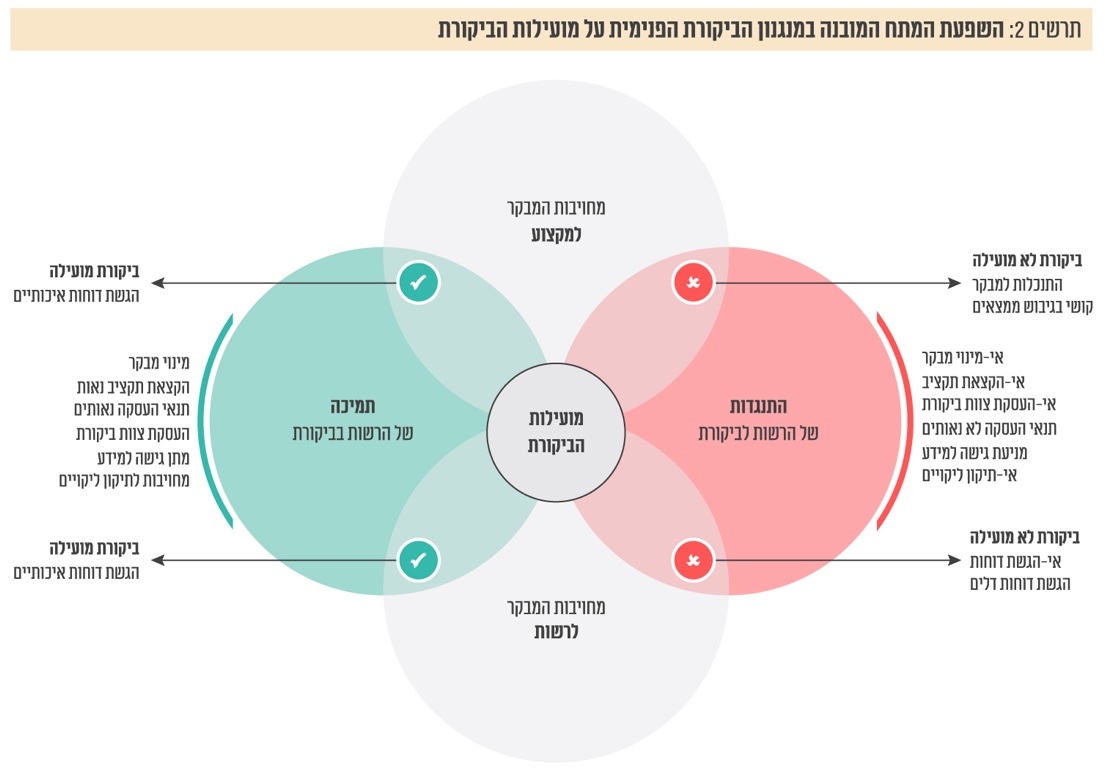 תרשים 2: השפעת המתח המובנה במנגנון הביקורת הפנימית על מועילות הביקורת
מחויבות המבקר
למקצוע
ביקורת לא מועילה
התנכלות למבקר
קושי בגיבוש ממצאים
ביקורת מועילה
הגשת דוחות איכותיים
אי-מינוי מבקר
אי-הקצאת תקציב
אי-העסקת צוות ביקורת
תנאי העסקה לא נאותים
מניעת גישה למידע
אי-תיקון ליקויים
התנגדות
של הרשות לביקורת
מועילות
הביקורת
תמיכה
של הרשות בביקורת
מינוי מבקר
הקצאת תקציב נאות
תנאי העסקה נאותים
העסקת צוות ביקורת
מתן גישה למידע
מחויבות לתיקון ליקויים
ביקורת לא מועילה
אי-הגשת דוחות
הגשת דוחות דלים
ביקורת מועילה
הגשת דוחות איכותיים
מחויבות המבקר
לרשות